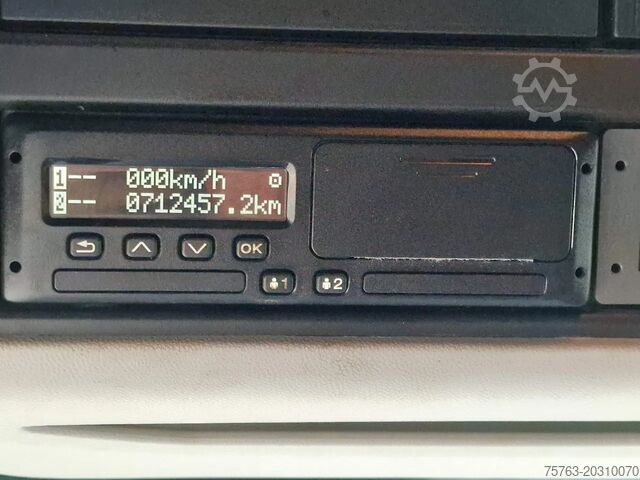 1-- 000km/h
2-- 0712457.2km
OK
1 2
75763-20310070